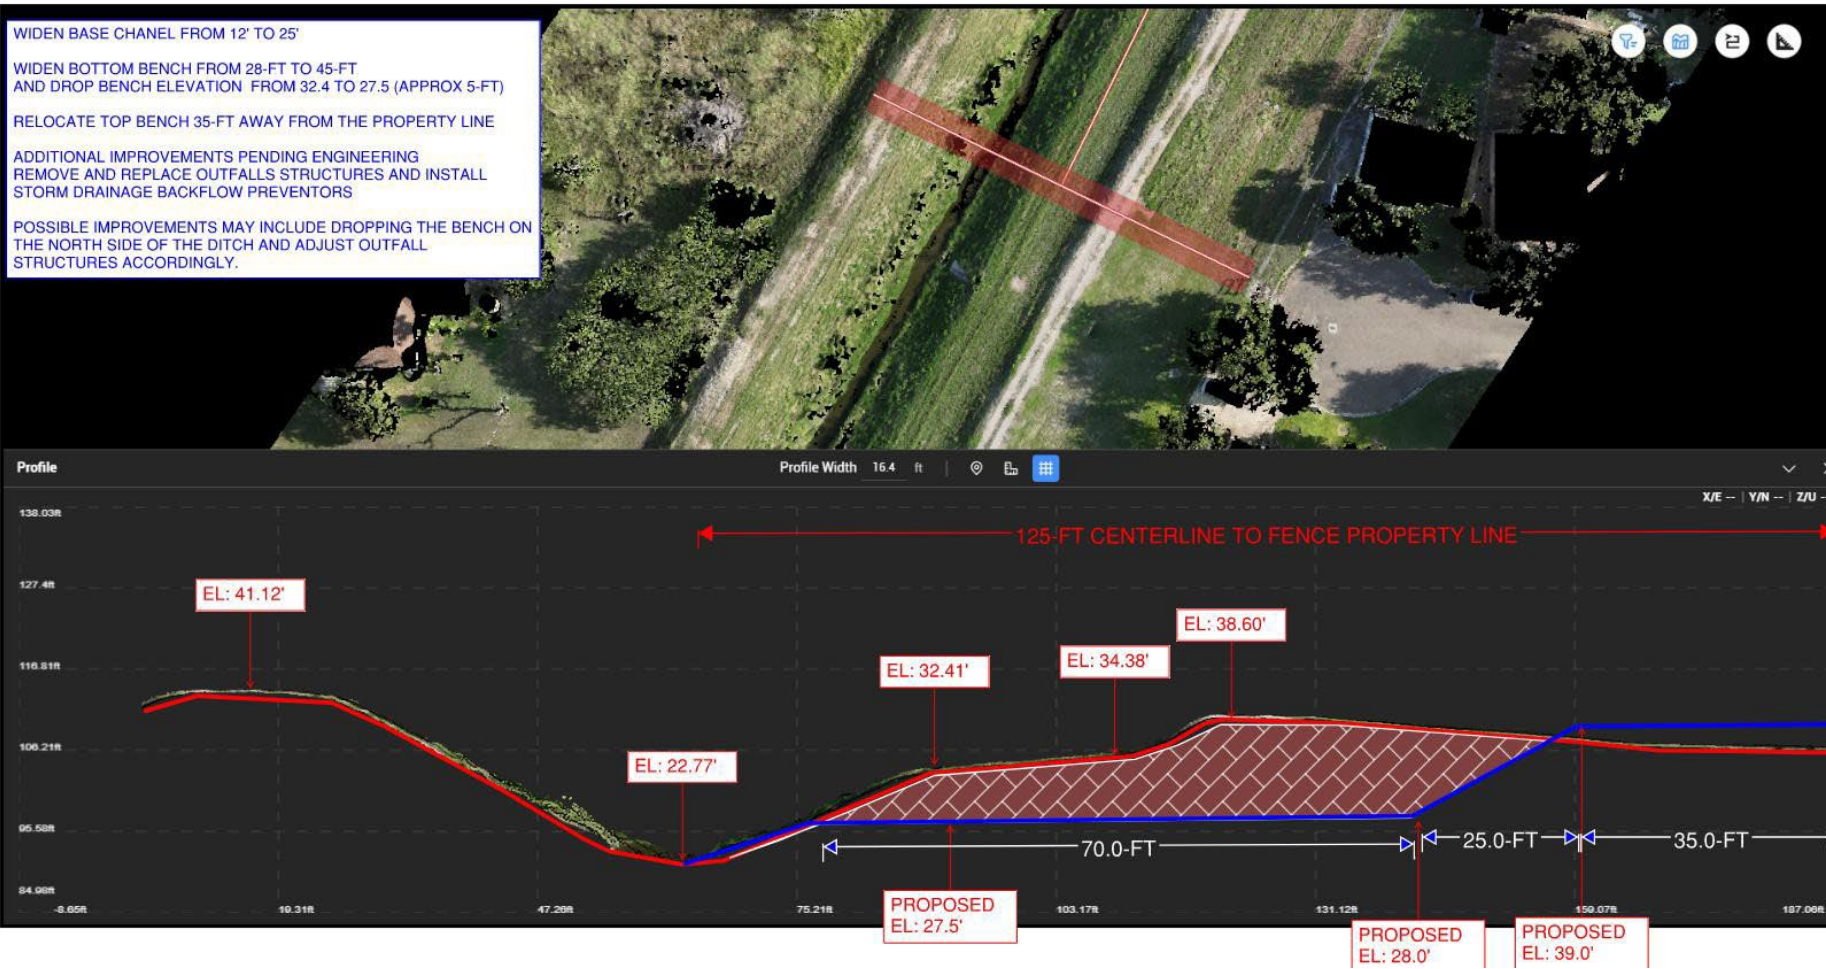 WIDEN BASE CHANEL FROM 12' TO 25'
WIDEN BOTTOM BENCH FROM 28-FT TO 45-FT
AND DROP BENCH ELEVATION FROM 32.4 TO 27.5 (APPROX 5-FT)
RELOCATE TOP BENCH 35-FT AWAY FROM THE PROPERTY LINE
ADDITIONAL IMPROVEMENTS PENDING ENGINEERING
REMOVE AND REPLACE OUTFALLS STRUCTURES AND INSTALL
STORM DRAINAGE BACKFLOW PREVENTORS
POSSIBLE IMPROVEMENTS MAY INCLUDE DROPPING THE BENCH ON
THE NORTH SIDE OF THE DITCH AND ADJUST OUTFALL
STRUCTURES ACCORDINGLY.
Profile
Profile Width 16.4 ft
X/E -- | Y/N -- | Z/U --
138.03ft
125-FT CENTERLINE TO FENCE PROPERTY LINE
127.4ft
EL: 41.12'
EL: 38.60'
116.81ft
EL: 34.38'
EL: 32.41'
106.21ft
EL: 22.77'
95.58ft
70.0-FT
25.0-FT
35.0-FT
84.98ft
-8.65ft
19.31ft
47.26ft
75.21ft
103.17ft
131.12ft
159.07ft
187.06ft
PROPOSED
EL: 27.5'
PROPOSED
EL: 28.0'
PROPOSED
EL: 39.0'